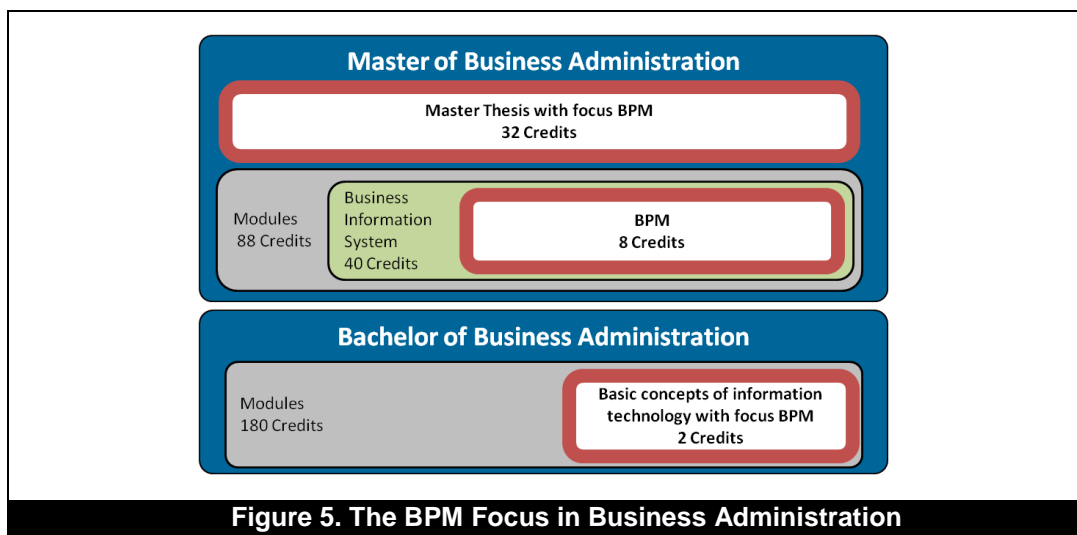 Master of Business Administration
Master Thesis with focus BPM
32 Credits
Modules
88 Credits
Business
Information
System
40 Credits
BPM
8 Credits
Bachelor of Business Administration
Modules
180 Credits
Basic concepts of information
technology with focus BPM
2 Credits
Figure 5. The BPM Focus in Business Administration